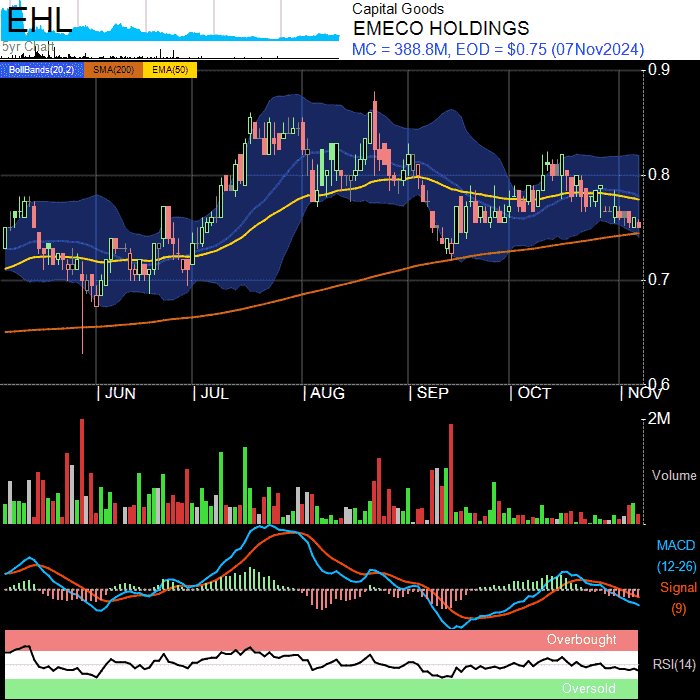 EHL
5yr Chart
Capital Goods
EMECO HOLDINGS
MC = 388.8M, EOD = $0.75 (07Nov2024)
BollBands(20,2) SMA(200) EMA(50)
0.9
0.8
0.7
0.6
JUN JUL AUG SEP OCT NOV
2M
Volume
MACD
(12-26)
Signal
(9)
Overbought
RSI(14)
Oversold